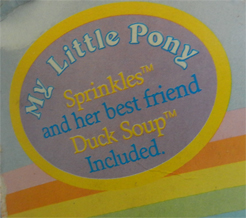 My Little Pony
Sprinkles™
and her best friend
Duck Soup™
Included.